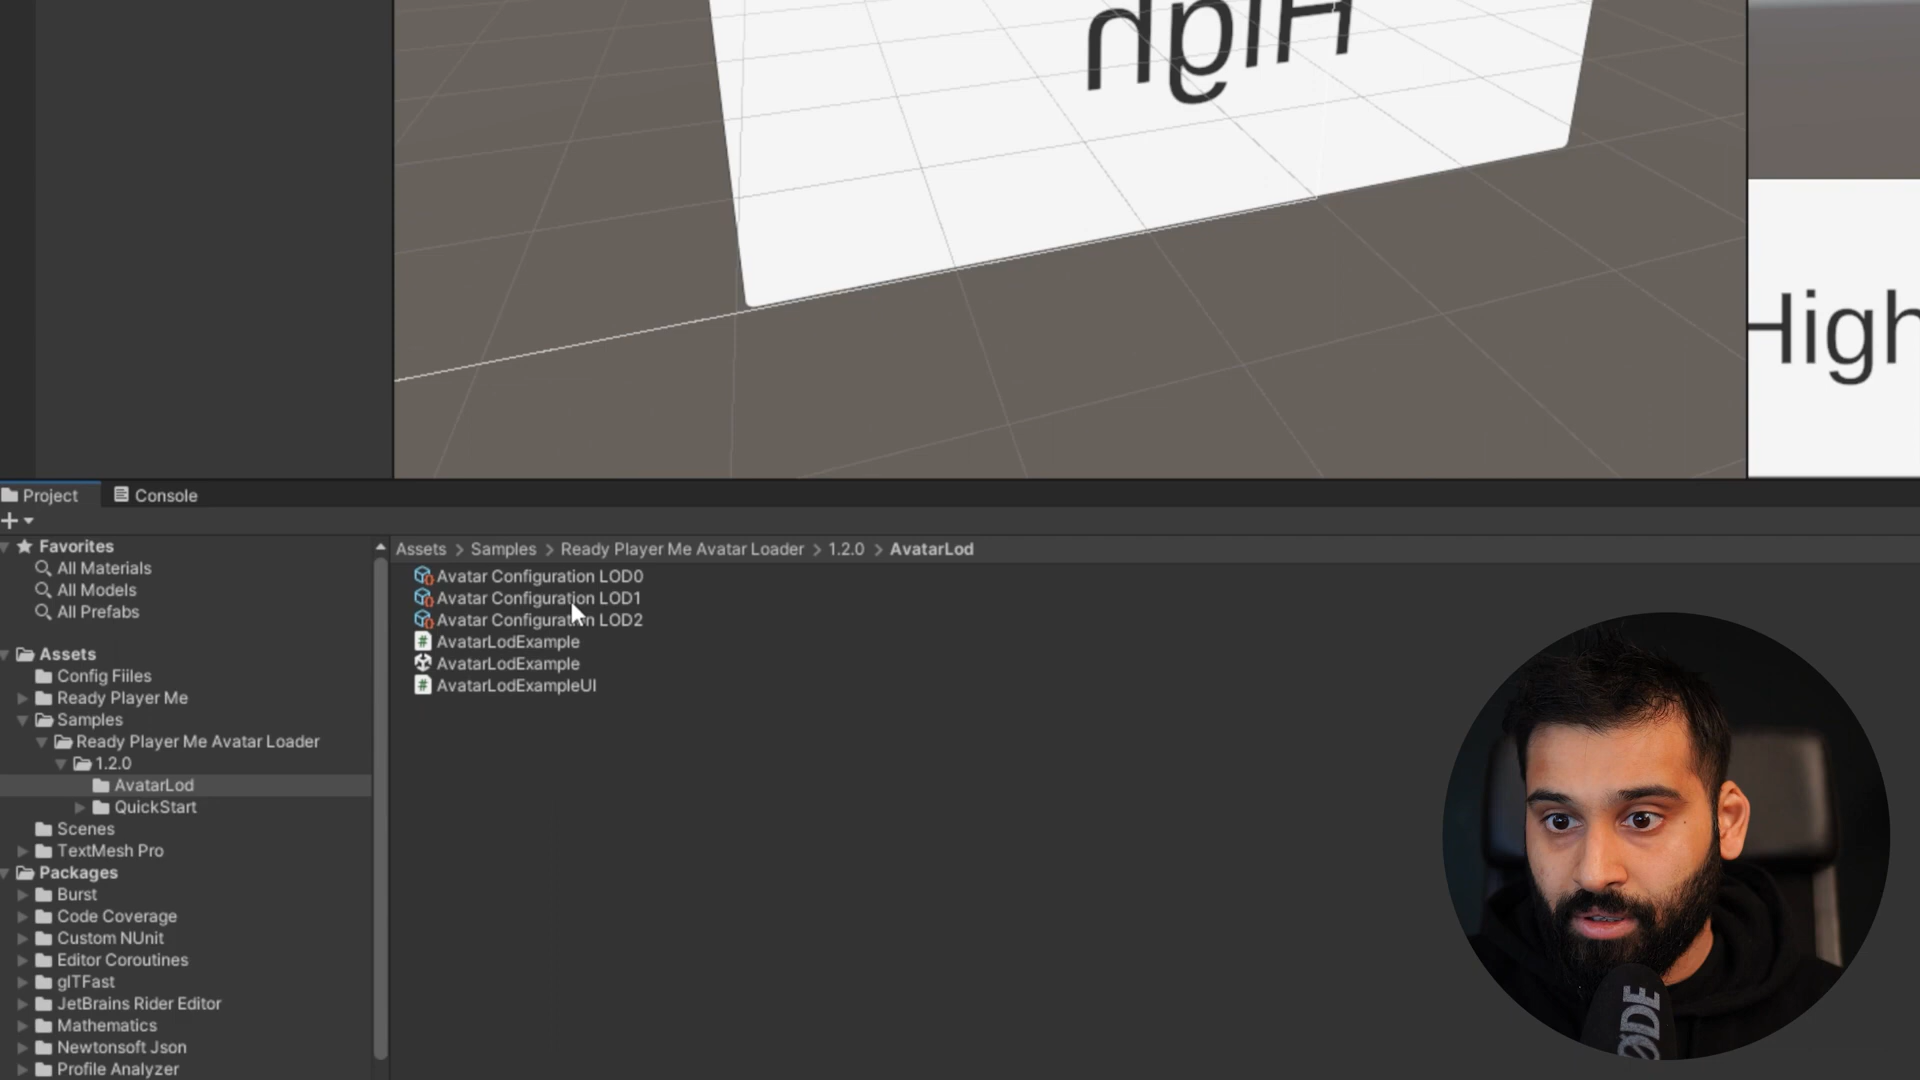 High
High
Project
Console
Favorites
All Materials
All Models
All Prefabs
Assets
Config Fiiles
Ready Player Me
Samples
Ready Player Me Avatar Loader
1.2.0
AvatarLod
QuickStart
Scenes
TextMesh Pro
Packages
Burst
Code Coverage
Custom NUnit
Editor Coroutines
glTFast
JetBrains Rider Editor
Mathematics
Newtonsoft Json
Profile Analyzer
Assets > Samples > Ready Player Me Avatar Loader > 1.2.0 > AvatarLod
Avatar Configuration LOD0
Avatar Configuration LOD1
Avatar Configuration LOD2
AvatarLodExample
AvatarLodExample
AvatarLodExampleUI
RØDE